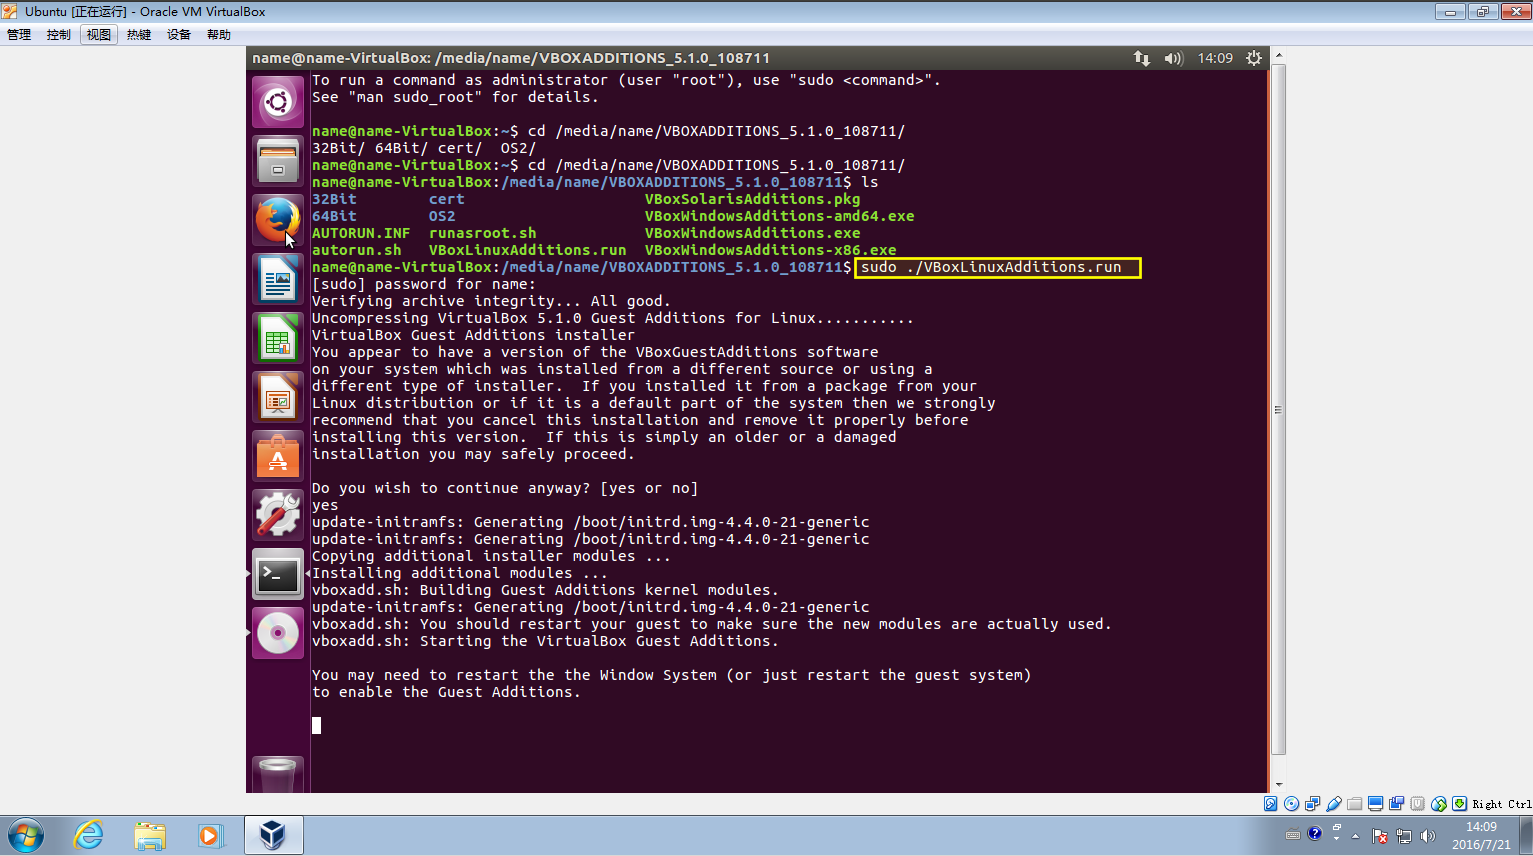 Ubuntu [正在运行] - Oracle VM VirtualBox
管理 控制 视图 热键 设备 帮助
name@name-VirtualBox: /media/name/VBOXADDITIONS_5.1.0_108711 14:09
To run a command as administrator (user "root"), use "sudo <command>".
See "man sudo_root" for details.
name@name-VirtualBox:~$ cd /media/name/VBOXADDITIONS_5.1.0_108711/
32Bit/ 64Bit/ cert/  OS2/
name@name-VirtualBox:~$ cd /media/name/VBOXADDITIONS_5.1.0_108711/
name@name-VirtualBox:/media/name/VBOXADDITIONS_5.1.0_108711$ ls
32Bit        cert                    VBoxSolarisAdditions.pkg
64Bit        OS2                     VBoxWindowsAdditions-amd64.exe
AUTORUN.INF  runasroot.sh            VBoxWindowsAdditions.exe
autorun.sh   VBoxLinuxAdditions.run  VBoxWindowsAdditions-x86.exe
name@name-VirtualBox:/media/name/VBOXADDITIONS_5.1.0_108711$ sudo ./VBoxLinuxAdditions.run
[sudo] password for name:
Verifying archive integrity... All good.
Uncompressing VirtualBox 5.1.0 Guest Additions for Linux...........
VirtualBox Guest Additions installer
You appear to have a version of the VBoxGuestAdditions software
on your system which was installed from a different source or using a
different type of installer.  If you installed it from a package from your
Linux distribution or if it is a default part of the system then we strongly
recommend that you cancel this installation and remove it properly before
installing this version.  If this is simply an older or a damaged
installation you may safely proceed.
Do you wish to continue anyway? [yes or no]
yes
update-initramfs: Generating /boot/initrd.img-4.4.0-21-generic
update-initramfs: Generating /boot/initrd.img-4.4.0-21-generic
Copying additional installer modules ...
Installing additional modules ...
vboxadd.sh: Building Guest Additions kernel modules.
update-initramfs: Generating /boot/initrd.img-4.4.0-21-generic
vboxadd.sh: You should restart your guest to make sure the new modules are actually used.
vboxadd.sh: Starting the VirtualBox Guest Additions.
You may need to restart the the Window System (or just restart the guest system)
to enable the Guest Additions.
Right Ctrl
14:09
2016/7/21